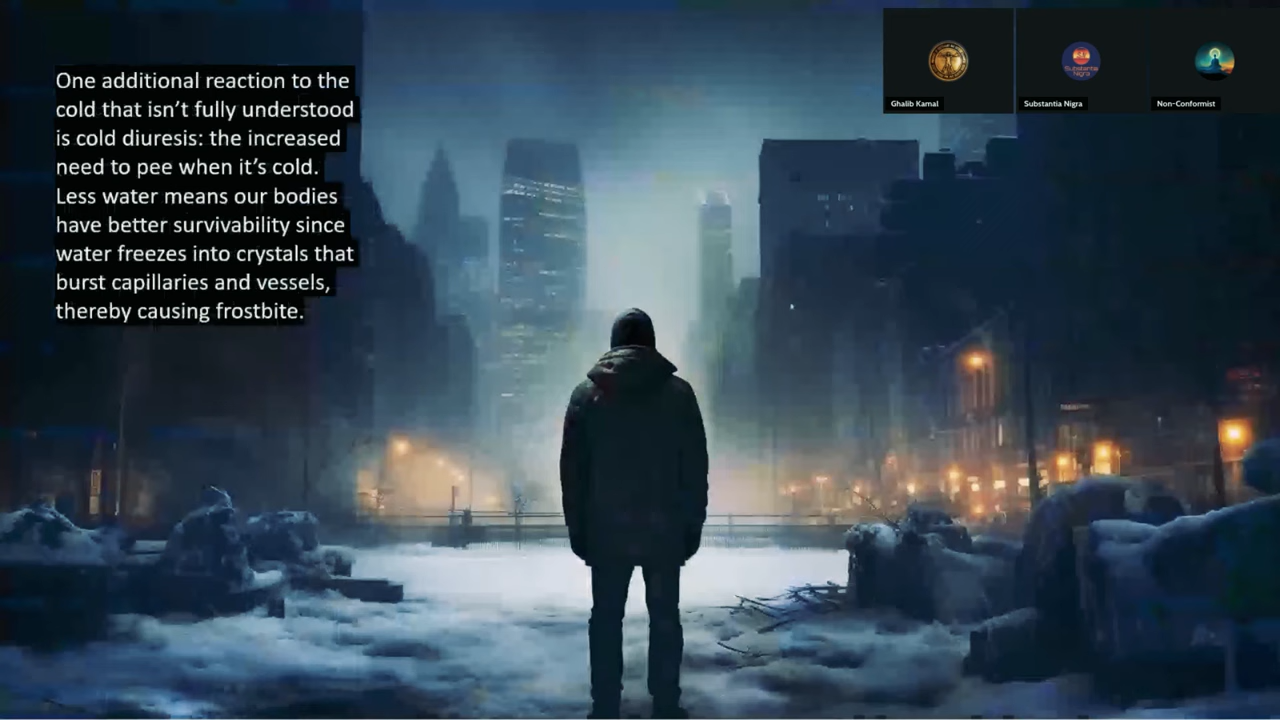 One additional reaction to the
cold that isn’t fully understood
is cold diuresis: the increased
need to pee when it’s cold.
Less water means our bodies
have better survivability since
water freezes into crystals that
burst capillaries and vessels,
thereby causing frostbite.
Ghalib Kamal
Substantia Nigra
Substantia
Nigra
Non-Conformist